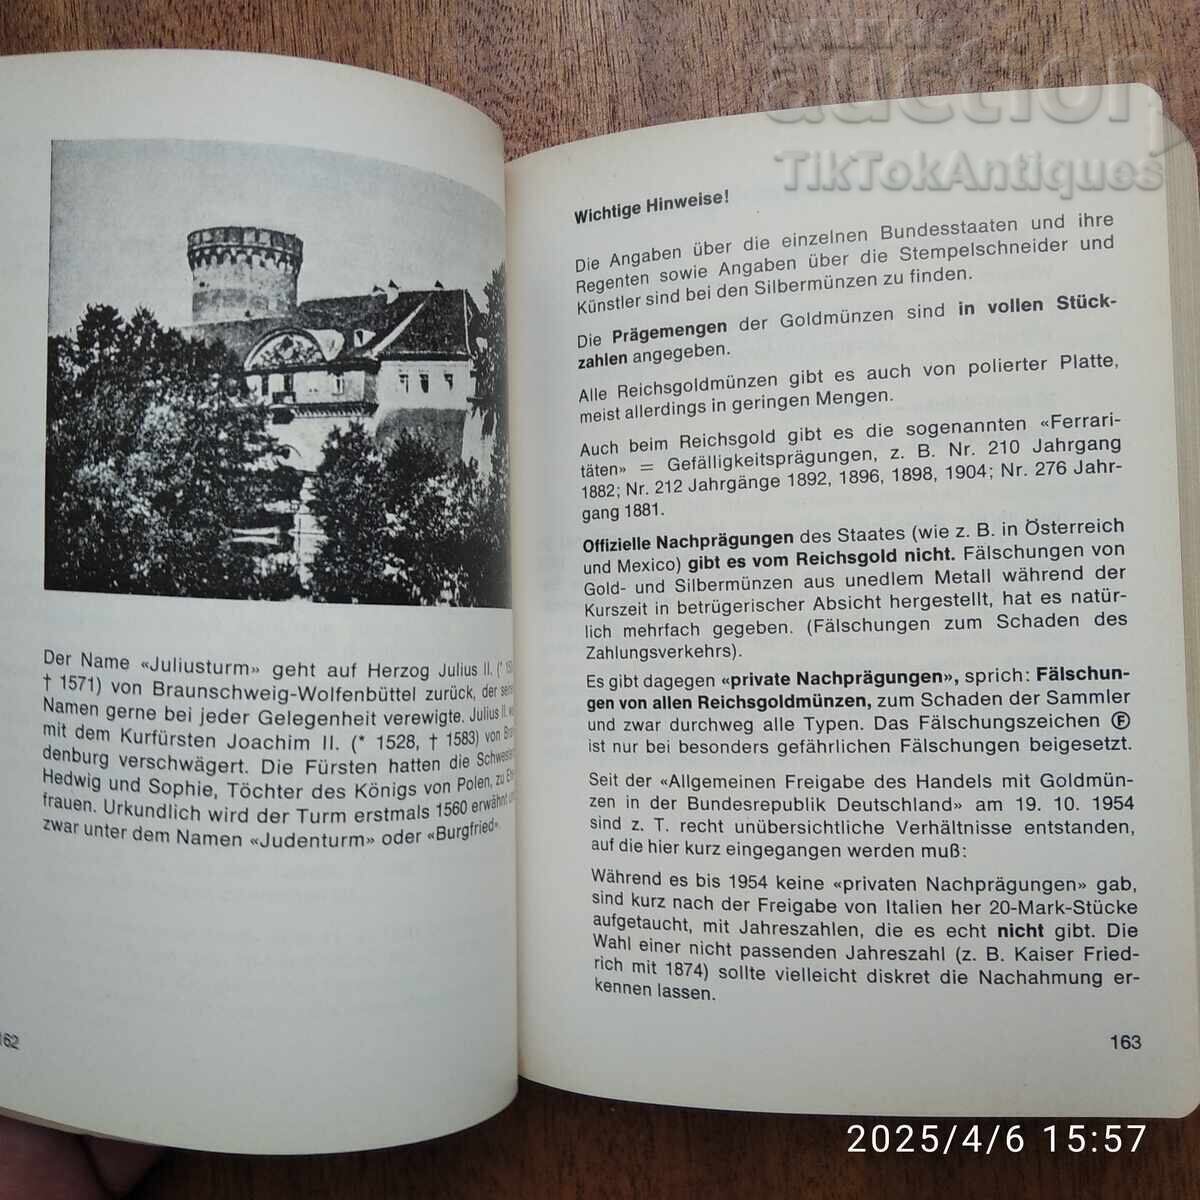 auction
TikTokAntiques
Der Name «Juliusturm» geht auf Herzog Julius II. (*
† 1571) von Braunschweig-Wolfenbüttel zurück, der
Namen gerne bei jeder Gelegenheit verewigte. Julius II.
mit dem Kurfürsten Joachim II. (* 1528, † 1583) von
denburg verschwägert. Die Fürsten hatten die
Hedwig und Sophie, Töchter des Königs von Polen, zu
frauen. Urkundlich wird der Turm erstmals 1560 erwähnt
zwar unter dem Namen «Judenturm» oder «Burgfried».
162
Wichtige Hinweise!
Die Angaben über die einzelnen Bundesstaaten und ihre
Regenten sowie Angaben über die Stempelschneider und
Künstler sind bei den Silbermünzen zu finden.
Die Prägemengen der Goldmünzen sind in vollen Stück-
zahlen angegeben.
Alle Reichsgoldmünzen gibt es auch von polierter Platte,
meist allerdings in geringen Mengen.
Auch beim Reichsgold gibt es die sogenannten «Ferrari-
täten» = Gefälligkeitsprägungen, z. B. Nr. 210 Jahrgang
1882; Nr. 212 Jahrgänge 1892, 1896, 1898, 1904; Nr. 276 Jahr-
gang 1881.
Offizielle Nachprägungen des Staates (wie z. B. in Österreich
und Mexico) gibt es vom Reichsgold nicht. Fälschungen von
Gold- und Silbermünzen aus unedlem Metall während der
Kurszeit in betrügerischer Absicht hergestellt, hat es natür-
lich mehrfach gegeben. (Fälschungen zum Schaden des
Zahlungsverkehrs).
Es gibt dagegen «private Nachprägungen», sprich: Fälschun-
gen von allen Reichsgoldmünzen, zum Schaden der Sammler
und zwar durchweg alle Typen. Das Fälschungszeichen Ⓕ
ist nur bei besonders gefährlichen Fälschungen beigesetzt.
Seit der «Allgemeinen Freigabe des Handels mit Goldmün-
zen in der Bundesrepublik Deutschland» am 19. 10. 1954
sind z. T. recht unübersichtliche Verhältnisse entstanden,
auf die hier kurz eingegangen werden muß:
Während es bis 1954 keine «privaten Nachprägungen» gab,
sind kurz nach der Freigabe von Italien her 20-Mark-Stücke
aufgetaucht, mit Jahreszahlen, die es echt nicht gibt. Die
Wahl einer nicht passenden Jahreszahl (z. B. Kaiser Fried-
rich mit 1874) sollte vielleicht diskret die Nachahmung er-
kennen lassen.
163
2025/4/6 15:57